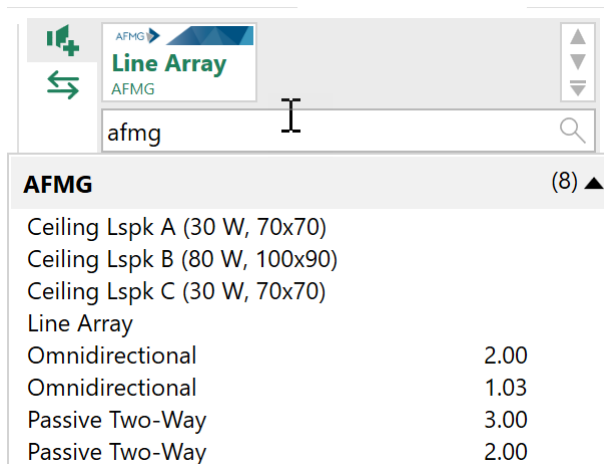 AFMG
Line Array
AFMG
afmg
AFMG (8)
Ceiling Lspk A (30 W, 70x70)
Ceiling Lspk B (80 W, 100x90)
Ceiling Lspk C (30 W, 70x70)
Line Array
Omnidirectional 2.00
Omnidirectional 1.03
Passive Two-Way 3.00
Passive Two-Way 2.00